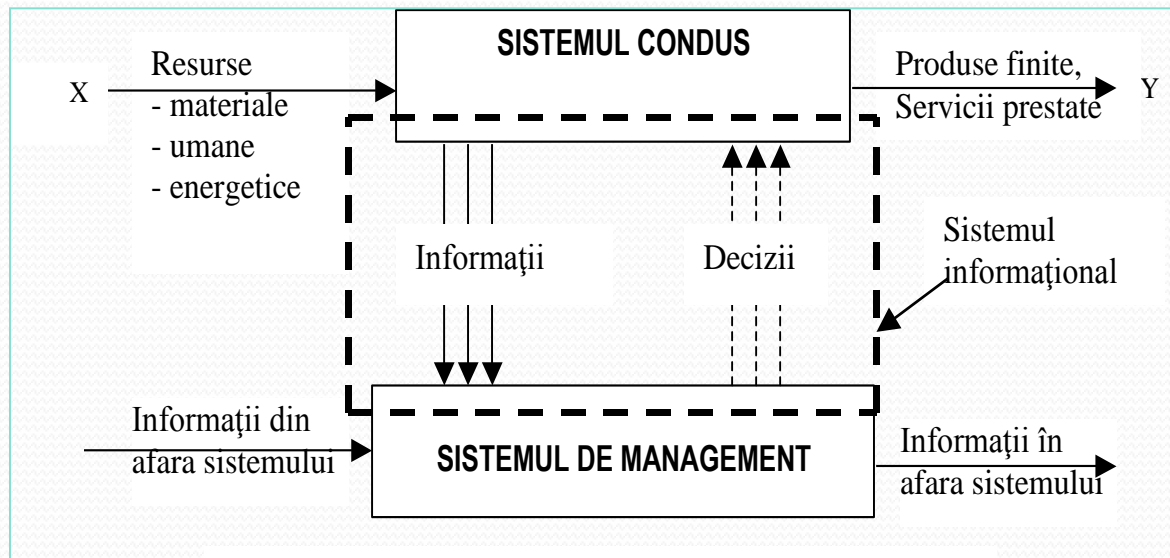 SISTEMUL CONDUS
X
Resurse
- materiale
- umane
- energetice
Produse finite,
Servicii prestate
Y
Informaţii
Decizii
Sistemul
informaţional
Informaţii din
afara sistemului
SISTEMUL DE MANAGEMENT
Informaţii în
afara sistemului